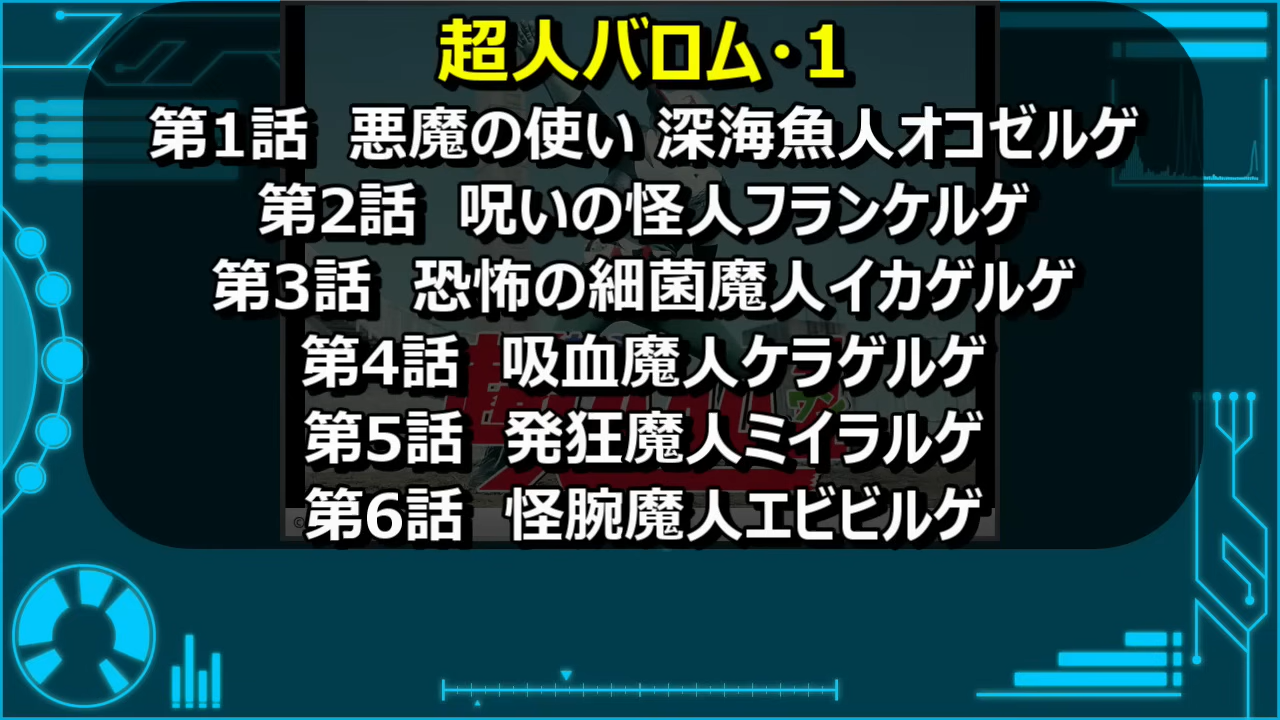 超人バロム・1
第1話 悪魔の使い 深海魚人オコゼルゲ
第2話 呪いの怪人フランケルゲ
第3話 恐怖の細菌魔人イカゲルゲ
第4話 吸血魔人ケラゲルゲ
第5話 発狂魔人ミイラルゲ
第6話 怪腕魔人エビビルゲ